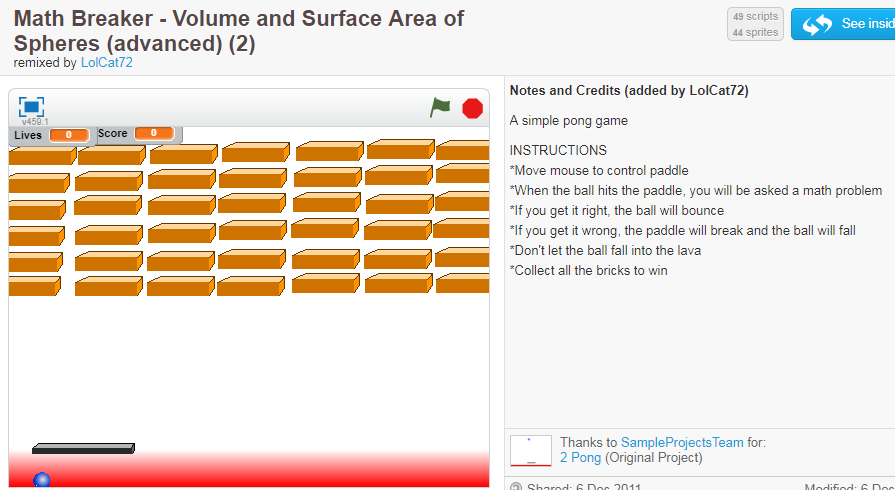 Math Breaker - Volume and Surface Area of
Spheres (advanced) (2)
remixed by LolCat72
49 scripts
44 sprites
See insid
v459.1
Lives 0 Score 0
Notes and Credits (added by LolCat72)
A simple pong game
INSTRUCTIONS
*Move mouse to control paddle
*When the ball hits the paddle, you will be asked a math problem
*If you get it right, the ball will bounce
*If you get it wrong, the paddle will break and the ball will fall
*Don't let the ball fall into the lava
*Collect all the bricks to win
Thanks to SampleProjectsTeam for:
2 Pong (Original Project)
Shared: 6 Dec 2011 Modified: 6 Dec